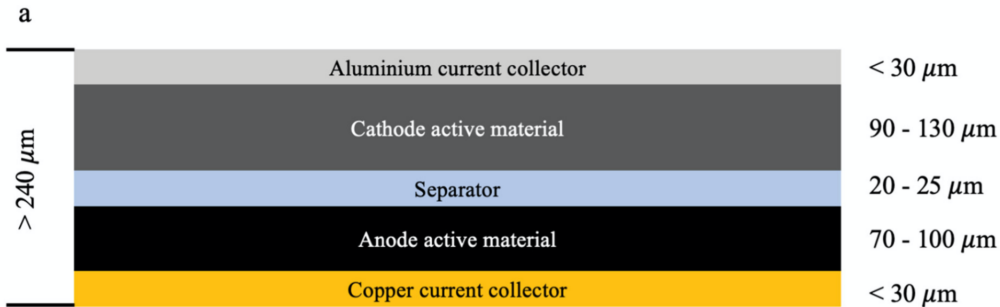 a
Aluminium current collector
< 30 μm
Cathode active material
90 - 130 μm
> 240 μm
Separator
20 - 25 μm
Anode active material
70 - 100 μm
Copper current collector
< 30 μm